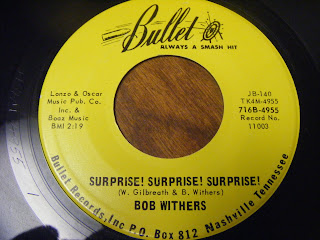 Bullet
ALWAYS A SMASH HIT
Lonzo & Oscar
Music Pub. Co.
Inc. &
Booz Music
BMI 2:19
JB-140
TK4M-4955
716B-4955
Record No.
11003
SURPRISE! SURPRISE! SURPRISE!
(W. Gilbreath & B. Withers)
BOB WITHERS
Bullet Records, Inc P.O. Box 812 Nashville Tennessee